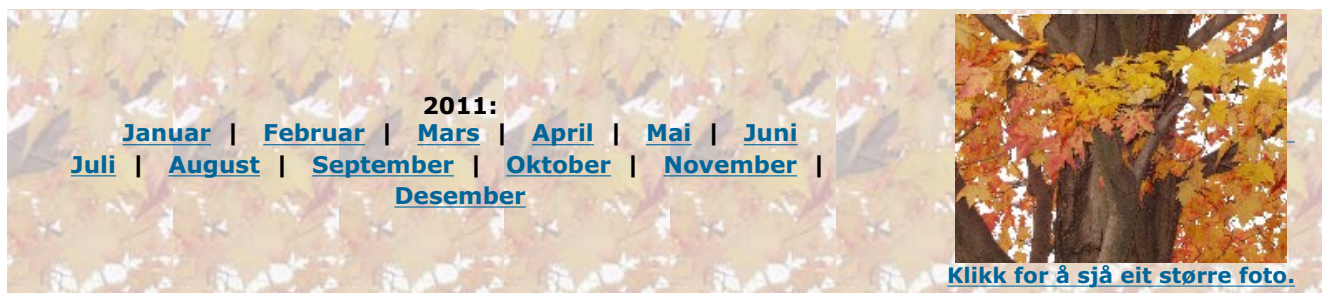 2011:
Januar | Februar | Mars | April | Mai | Juni
Juli | August | September | Oktober | November |
Desember
Klikk for å sjå eit større foto.